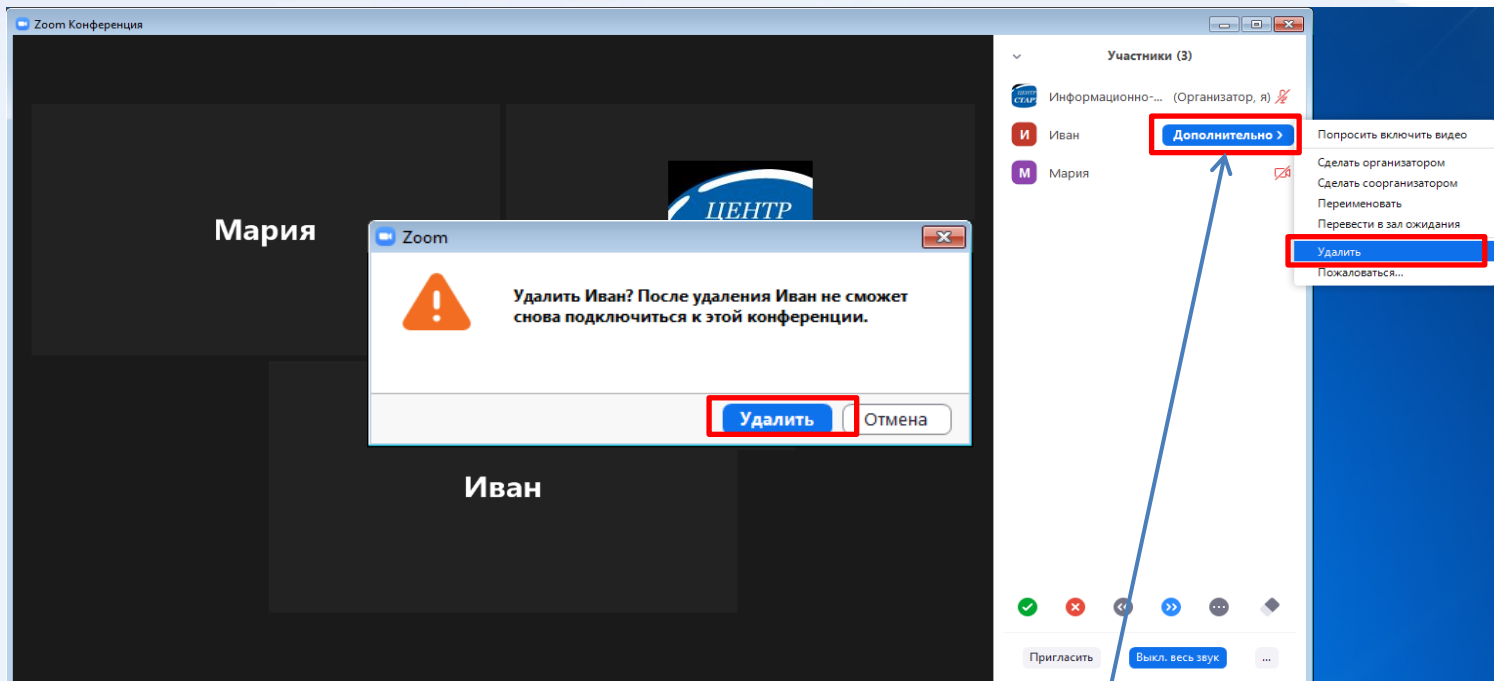 Zoom Конференция
Участники (3)
ЦЕНТР
СТАР
Информационно-... (Организатор, я)
И Иван Дополнительно >
М Мария
Попросить включить видео
Сделать организатором
Сделать соорганизатором
Переименовать
Перевести в зал ожидания
Удалить
Пожаловаться...
Мария
ЦЕНТР
Zoom
Удалить Иван? После удаления Иван не сможет
снова подключиться к этой конференции.
Удалить Отмена
Иван
Пригласить Выкл. весь звук ...